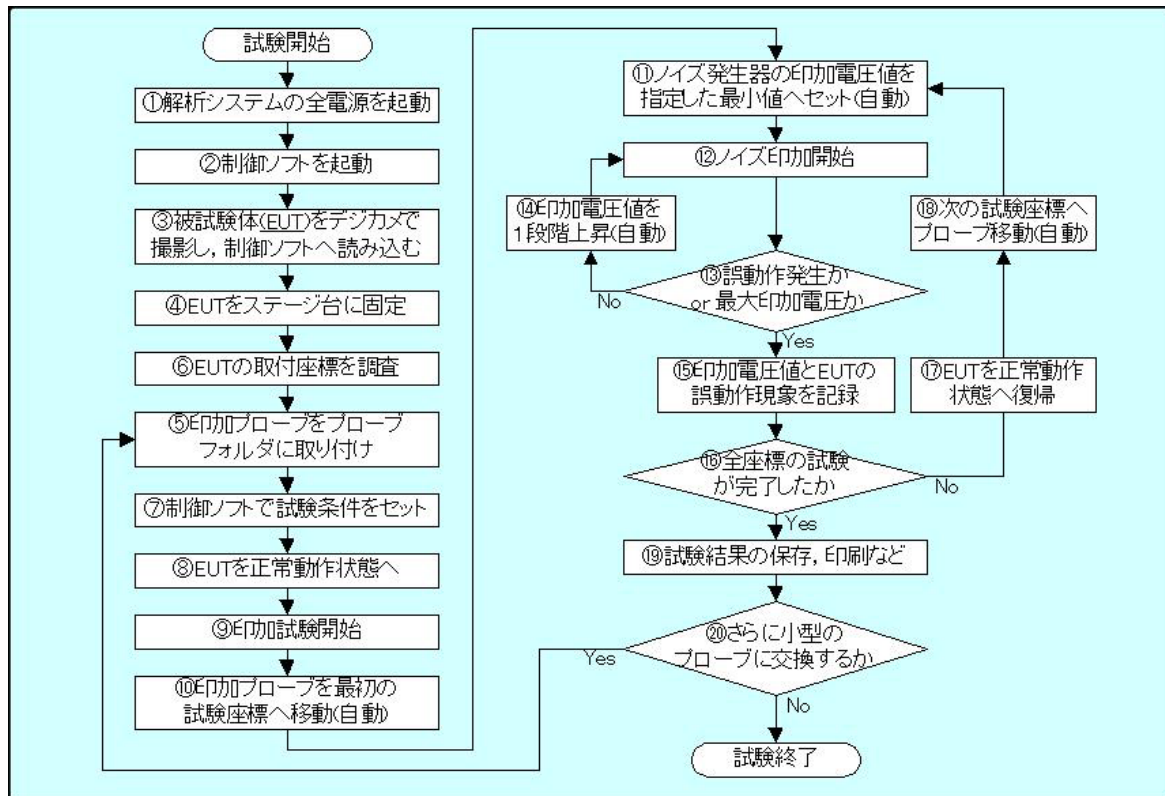 試験開始
①解析システムの全電源を起動
②制御ソフトを起動
③被試験体(EUT)をデジカメで
撮影し,制御ソフトへ読み込む
④EUTをステージ台に固定
⑥EUTの取付座標を調査
⑤印加プローブをプローブ
フォルダに取り付け
⑦制御ソフトで試験条件をセット
⑧EUTを正常動作状態へ
⑨印加試験開始
⑩印加プローブを最初の
試験座標へ移動(自動)
⑪ノイズ発生器の印加電圧値を
指定した最小値へセット(自動)
⑫ノイズ印加開始
⑭印加電圧値を
1段階上昇(自動)
⑬誤動作発生か
or 最大印加電圧か
No
Yes
⑮印加電圧値とEUTの
誤動作現象を記録
⑯全座標の試験
が完了したか
No
Yes
⑰EUTを正常動作
状態へ復帰
⑱次の試験座標へ
プローブ移動(自動)
⑲試験結果の保存,印刷など
⑳さらに小型の
プローブに交換するか
Yes
No
試験終了